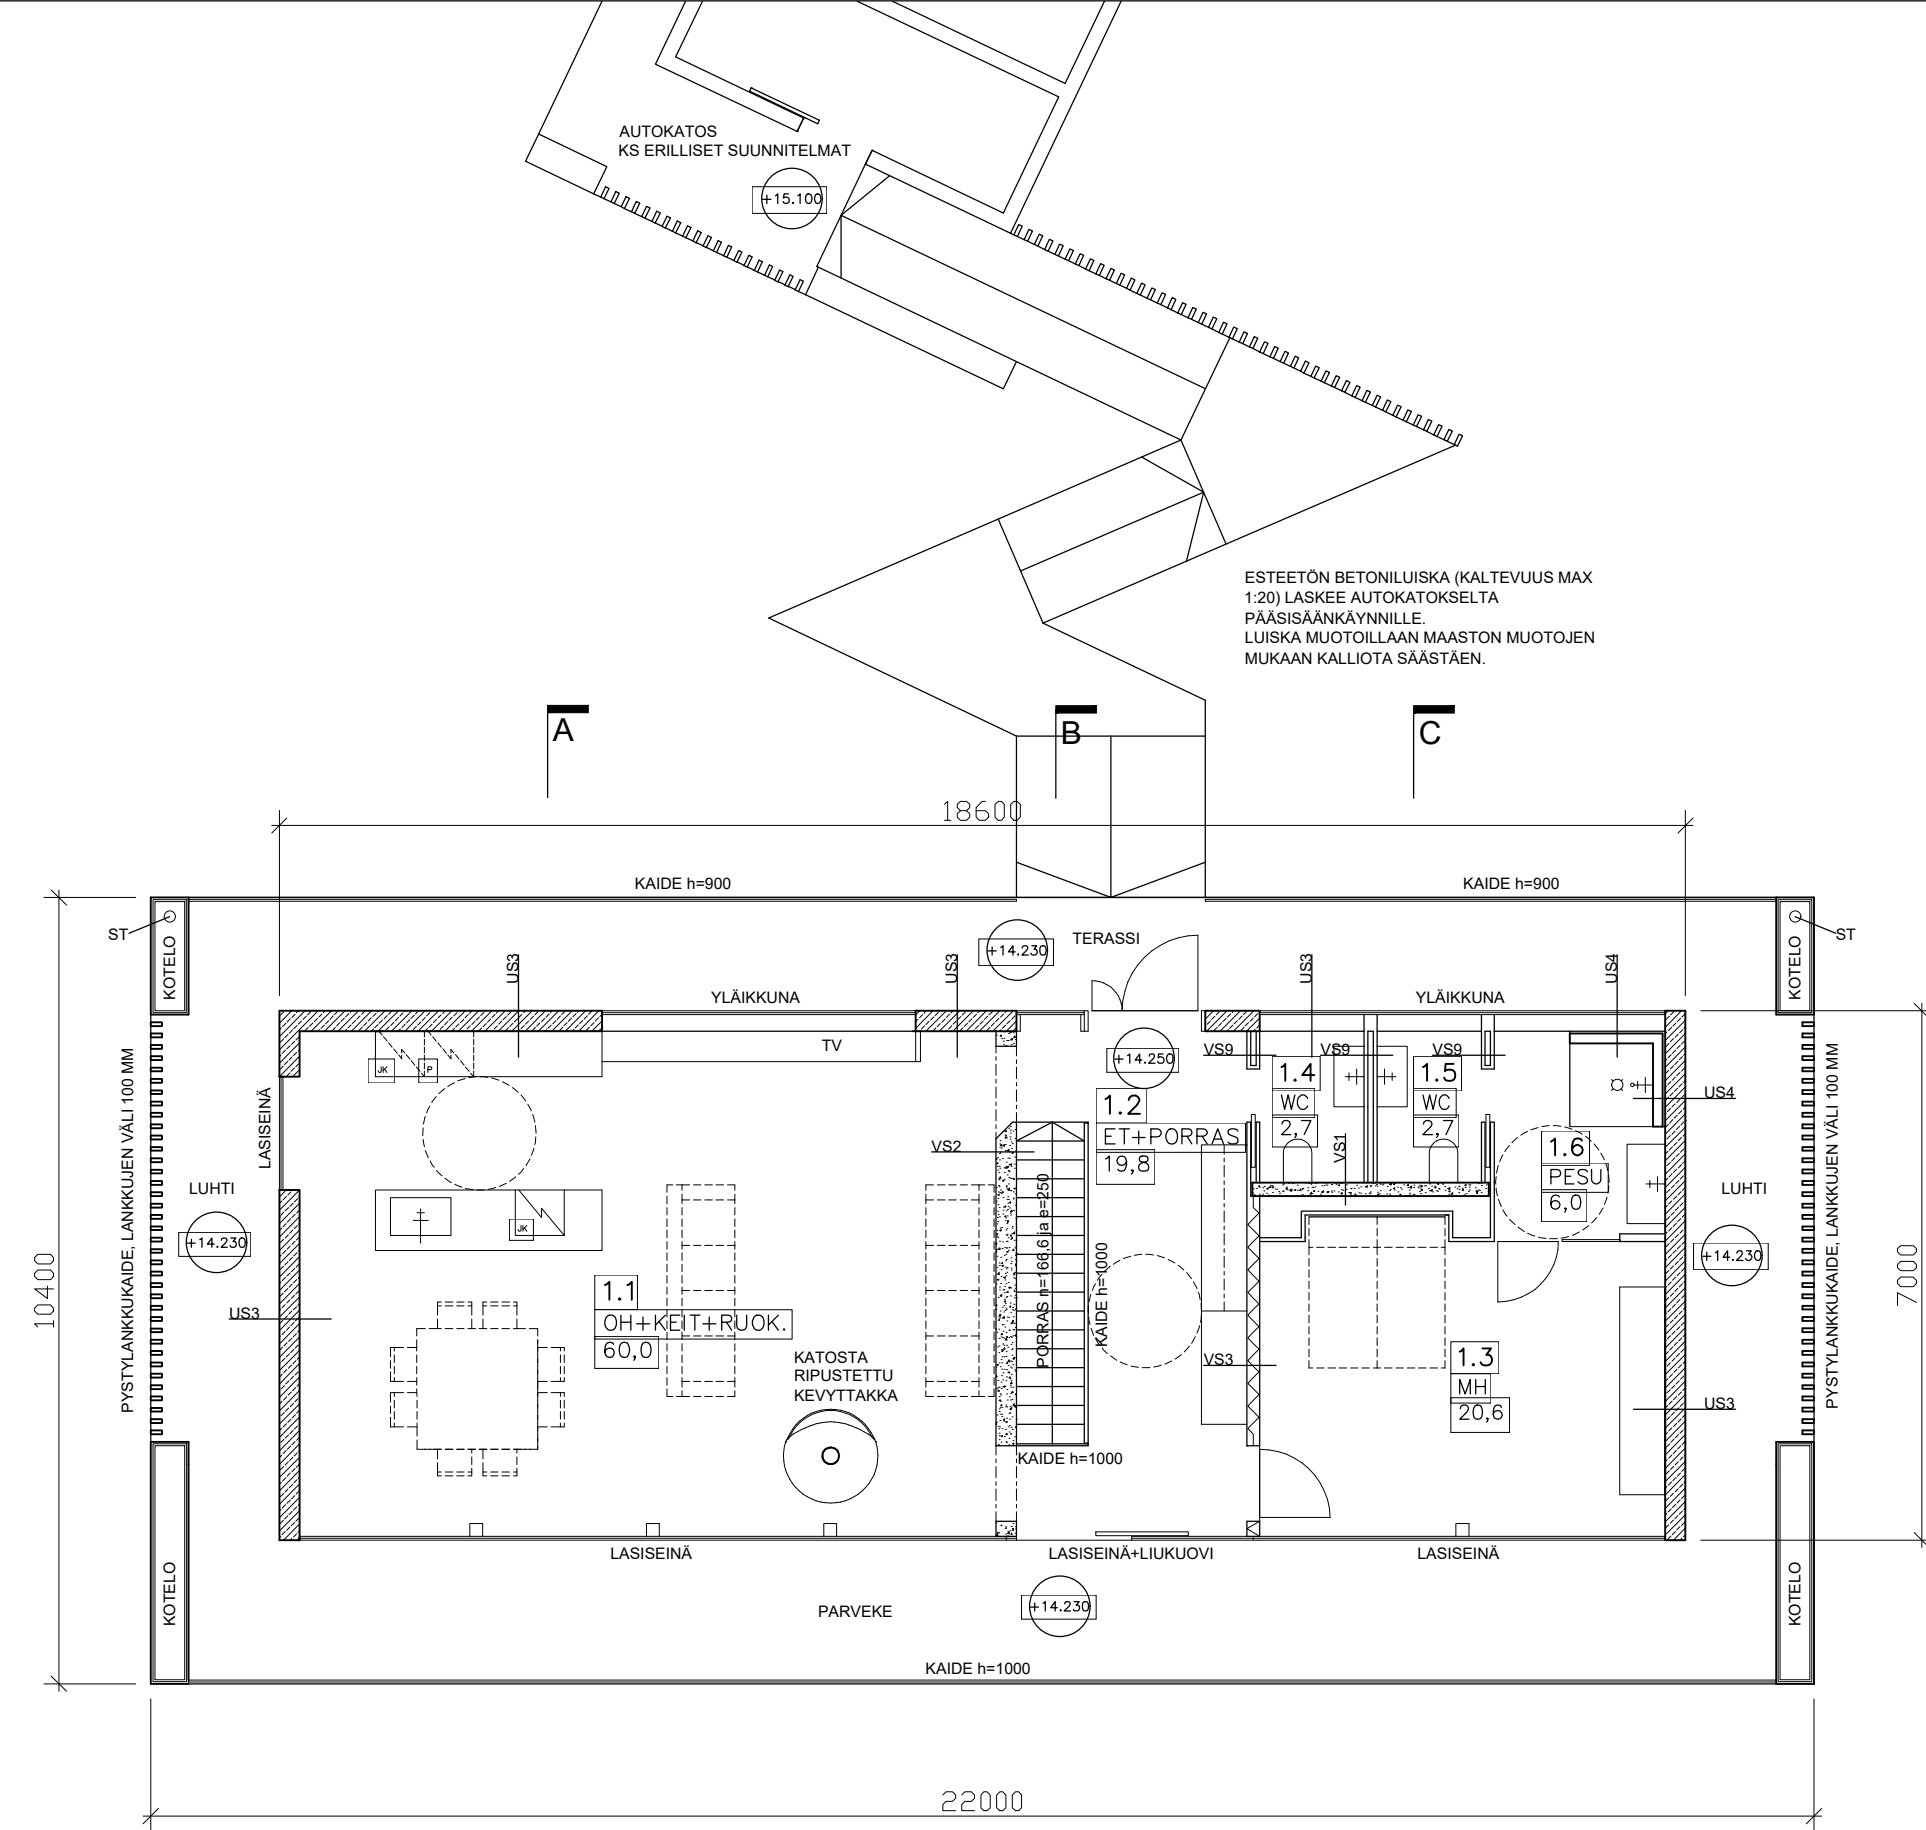 AUTOKATOS
KS ERILLISET SUUNNITELMAT
+15.100
ESTEETÖN BETONILUISKA (KALTEVUUS MAX
1:20) LASKEE AUTOKATOKSELTA
PÄÄSISÄÄNKÄYNNILLE.
LUISKA MUOTOILLAAN MAASTON MUOTOJEN
MUKAAN KALLIOTA SÄÄSTÄEN.
A
B
C
18600
KAIDE h=900
KAIDE h=900
ST
KOTELO
US3
US3
+14.230
TERASSI
US3
US4
KOTELO
ST
YLÄIKKUNA
YLÄIKKUNA
TV
JK
P
+14.250
VS9
VS9
VS9
1.4
WC
2,7
1.5
WC
2,7
US4
PYSTYLANKKUKAIDE, LANKKUJEN VÄLI 100 MM
LASISEINÄ
1.2
ET+PORRAS
19,8
VS2
VS1
1.6
PESU
6,0
PYSTYLANKKUKAIDE, LANKKUJEN VÄLI 100 MM
LUHTI
+14.230
JK
LUHTI
+14.230
10400
7000
US3
1.1
OH+KEIT+RUOK.
60,0
PORRAS n=166,6 ja e=250
KAIDE h=1000
KATOSTA
RIPUSTETTU
KEVYTTAKKA
VS3
1.3
MH
20,6
US3
KAIDE h=1000
LASISEINÄ
LASISEINÄ+LIUKUOVI
LASISEINÄ
KOTELO
PARVEKE
+14.230
KOTELO
KAIDE h=1000
22000